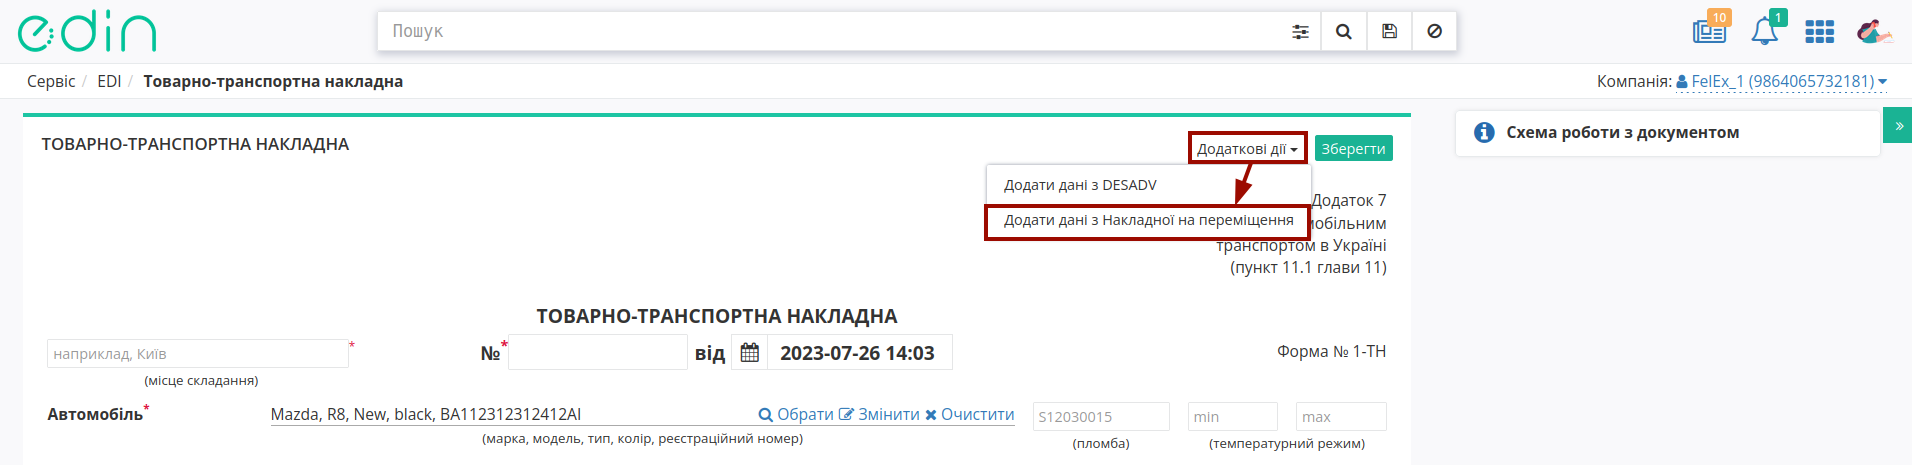 edin
Пошук
10
1
Сервіс / EDI / Товарно-транспортна накладна
Компанія: FelEx_1 (9864065732181)
ТОВАРНО-ТРАНСПОРТНА НАКЛАДНА
Додаткові дії
Зберегти
Схема роботи з документом
»
Додати дані з DESADV
Додати дані з Накладної на переміщення
Додаток 7
мобільним
транспортом в Україні
(пункт 11.1 глави 11)
ТОВАРНО-ТРАНСПОРТНА НАКЛАДНА
наприклад, Київ *
№* від 2023-07-26 14:03
Форма № 1-ТН
(місце складання)
Автомобіль* Mazda, R8, New, black, BA112312312412AI Обрати Змінити Очистити S12030015 min max
(марка, модель, тип, колір, реєстраційний номер) (пломба) (температурний режим)